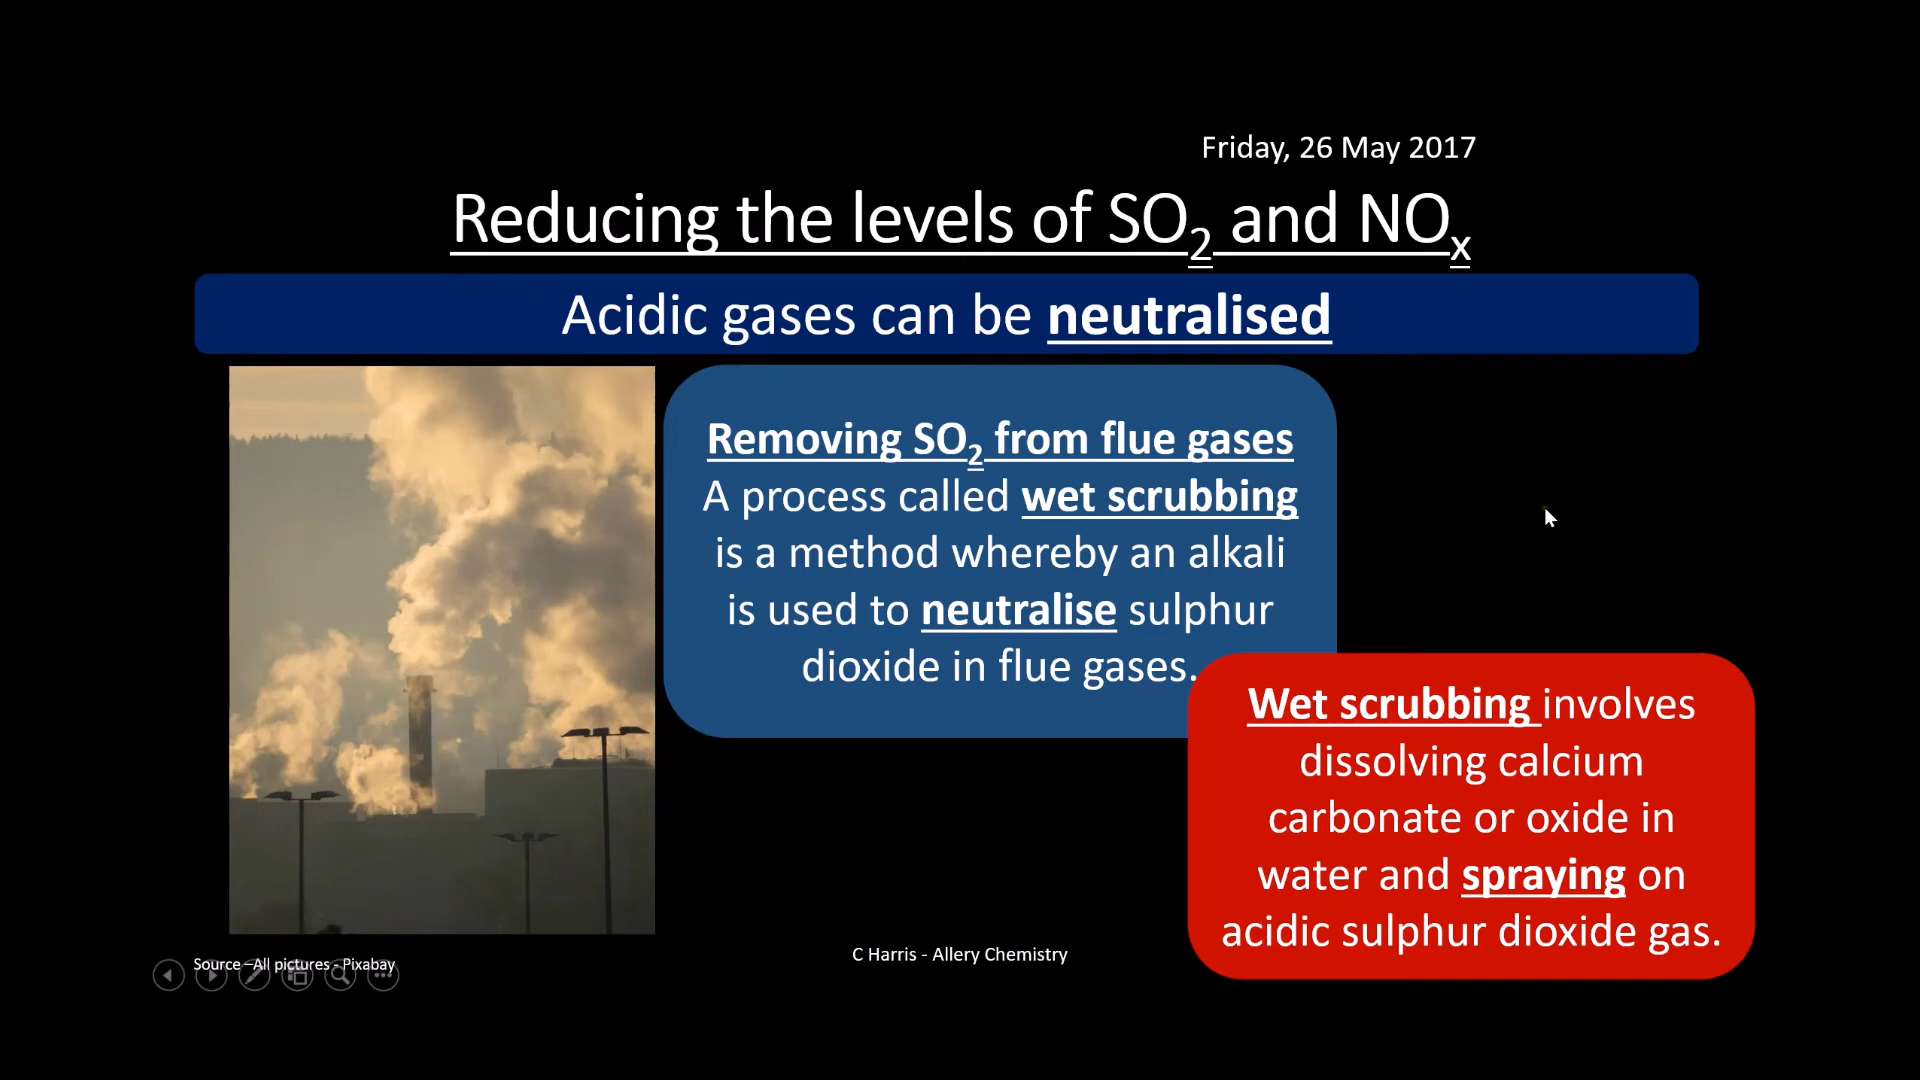 Friday, 26 May 2017
Reducing the levels of SO₂ and NOₓ
Acidic gases can be neutralised
Removing SO₂ from flue gases
A process called wet scrubbing
is a method whereby an alkali
is used to neutralise sulphur
dioxide in flue gases.
Wet scrubbing involves
dissolving calcium
carbonate or oxide in
water and spraying on
acidic sulphur dioxide gas.
Source –All pictures - Pixabay
C Harris - Allery Chemistry